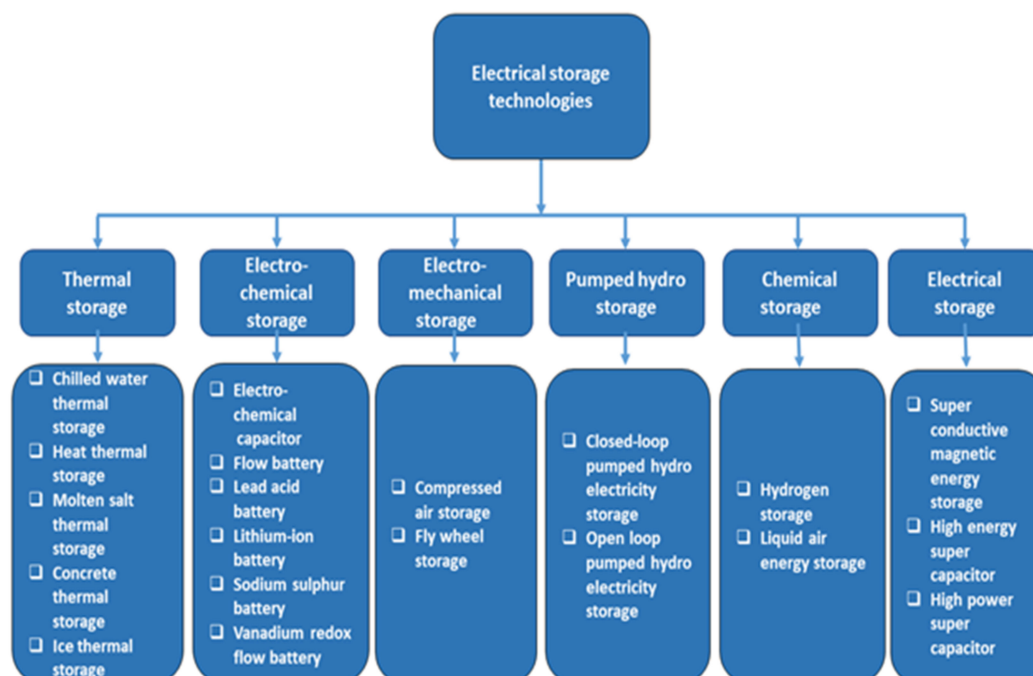 Electrical storage
technologies
Thermal
storage
Electro-
chemical
storage
Electro-
mechanical
storage
Pumped hydro
storage
Chemical
storage
Electrical
storage
❑ Chilled water
thermal
storage
❑ Heat thermal
storage
❑ Molten salt
thermal
storage
❑ Concrete
thermal
storage
❑ Ice thermal
storage
❑ Electro-
chemical
capacitor
❑ Flow battery
❑ Lead acid
battery
❑ Lithium-ion
battery
❑ Sodium sulphur
battery
❑ Vanadium redox
flow battery
❑ Compressed
air storage
❑ Fly wheel
storage
❑ Closed-loop
pumped hydro
electricity
storage
❑ Open loop
pumped hydro
electricity
storage
❑ Hydrogen
storage
❑ Liquid air
energy storage
❑ Super
conductive
magnetic
energy
storage
❑ High energy
super
capacitor
❑ High power
super
capacitor